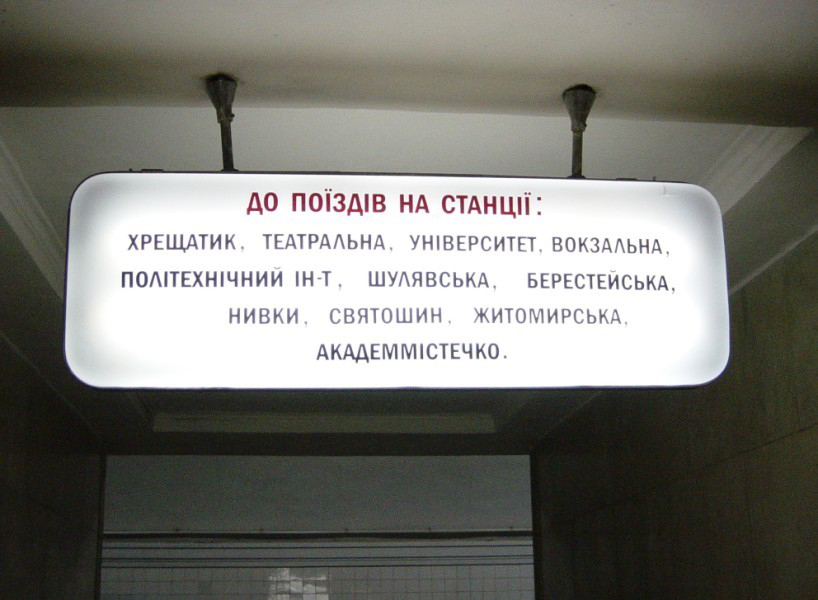 ДО ПОЇЗДІВ НА СТАНЦІЇ:
ХРЕЩАТИК, ТЕАТРАЛЬНА, УНІВЕРСИТЕТ, ВОКЗАЛЬНА,
ПОЛІТЕХНІЧНИЙ ІН-Т, ШУЛЯВСЬКА, БЕРЕСТЕЙСЬКА,
НИВКИ, СВЯТОШИН, ЖИТОМИРСЬКА,
АКАДЕММІСТЕЧКО.